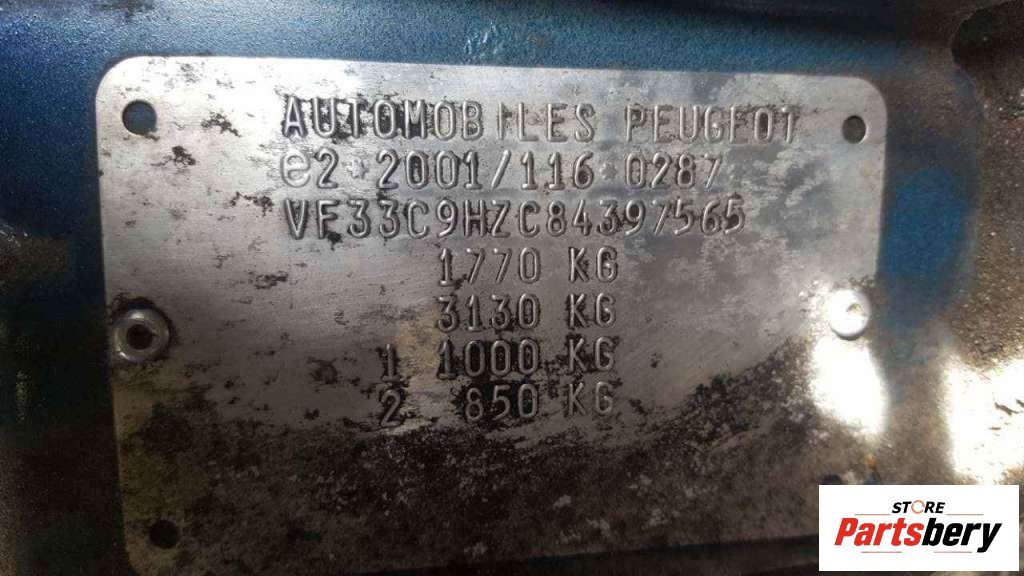 AUTOMOBILES PEUGEOT
e2*2001/116*0287
VF33C9HZC84397565
1770 KG
3130 KG
1 1000 KG
2 850 KG
STORE
Partsbery